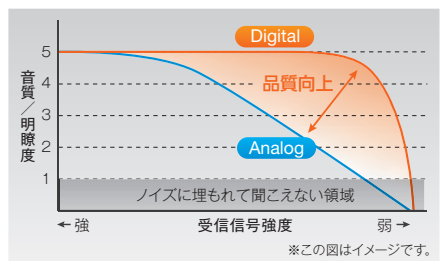 Digital
5
4
3
2
1
音質／明瞭度
品質向上
Analog
ノイズに埋もれて聞こえない領域
←強 受信信号強度 弱→
※この図はイメージです。